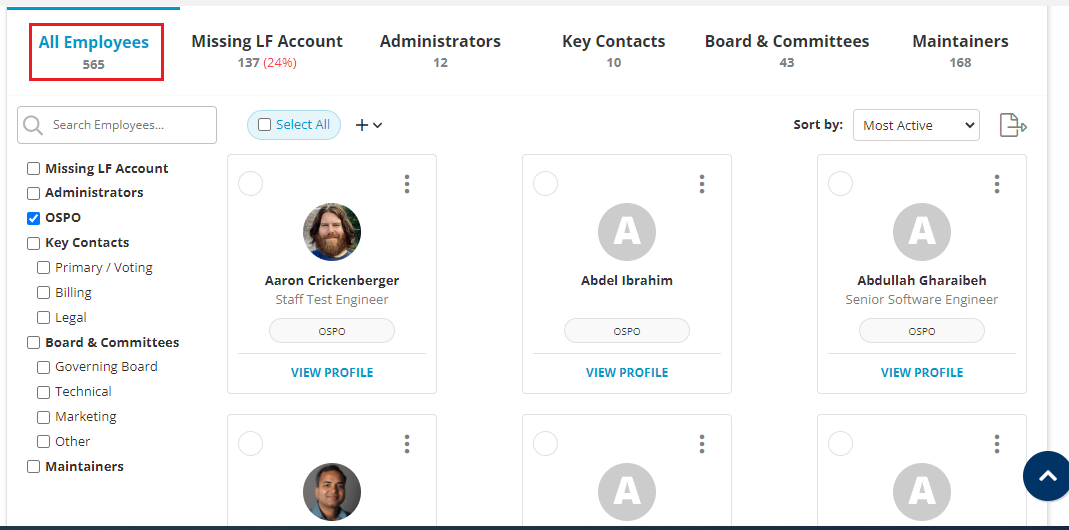 All Employees Missing LF Account Administrators Key Contacts Board & Committees Maintainers
565 137 (24%) 12 10 43 168
Search Employees... Select All Sort by: Most Active
Missing LF Account
Administrators
OSPO
Key Contacts
Primary / Voting
Billing
Legal
Board & Committees
Governing Board
Technical
Marketing
Other
Maintainers
Aaron Crickenberger
Staff Test Engineer
OSPO
VIEW PROFILE
A
Abdel Ibrahim
OSPO
VIEW PROFILE
A
Abdullah Gharaibeh
Senior Software Engineer
OSPO
VIEW PROFILE
A
A